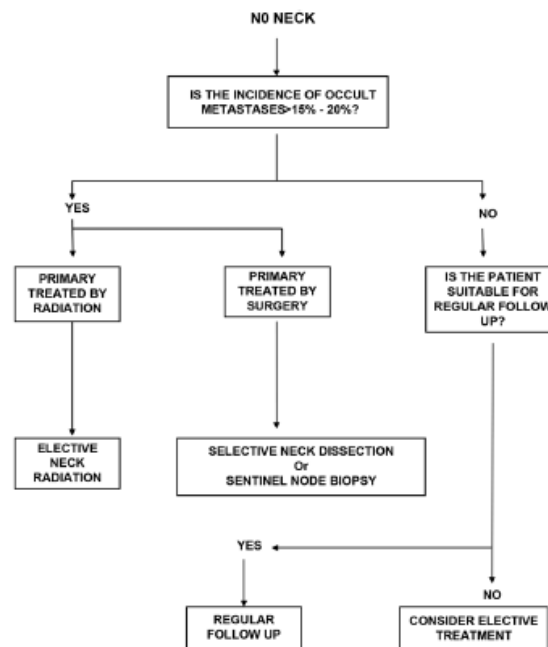 N0 NECK
IS THE INCIDENCE OF OCCULT
METASTASES>15% - 20%?
YES
NO
PRIMARY
TREATED BY
RADIATION
PRIMARY
TREATED BY
SURGERY
IS THE PATIENT
SUITABLE FOR
REGULAR FOLLOW
UP?
ELECTIVE
NECK
RADIATION
SELECTIVE NECK DISSECTION
Or
SENTINEL NODE BIOPSY
YES
NO
REGULAR
FOLLOW UP
CONSIDER ELECTIVE
TREATMENT